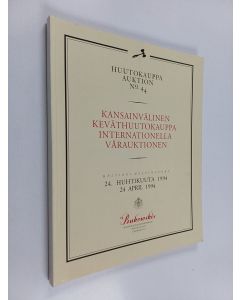 HUUTOKAUPPA
AUKTION
No 44
KANSAINVÄLINEN
KEVÄTHUUTOKAUPPA
INTERNATIONELLA
VÅRAUKTIONEN
24. HUHTIKUUTA 1994
24 APRIL 1994
Bukowskis